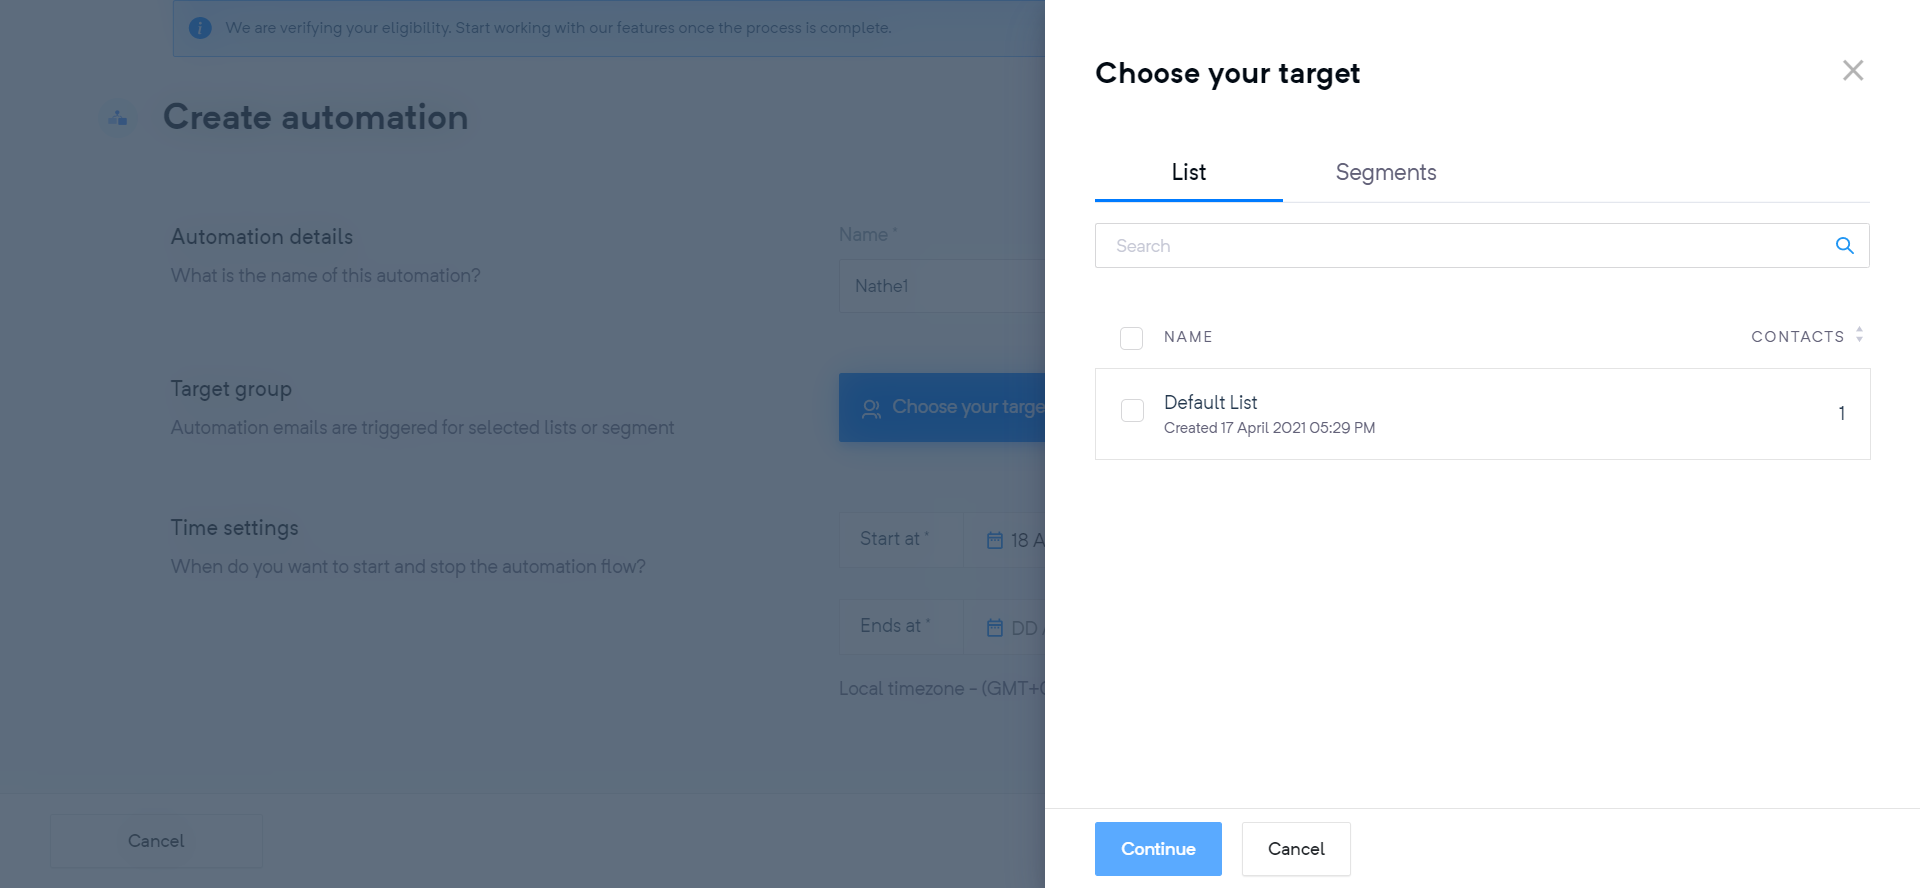 We are verifying your eligibility. Start working with our features once the process is complete.
Create automation
Automation details
What is the name of this automation?
Name *
Nathe1
Target group
Automation emails are triggered for selected lists or segment
Choose your targe
Time settings
When do you want to start and stop the automation flow?
Start at *
18 A
Ends at *
DD
Local timezone - (GMT+
Cancel
Choose your target
List
Segments
Search
NAME
CONTACTS
Default List
1
Created 17 April 2021 05:29 PM
Continue
Cancel